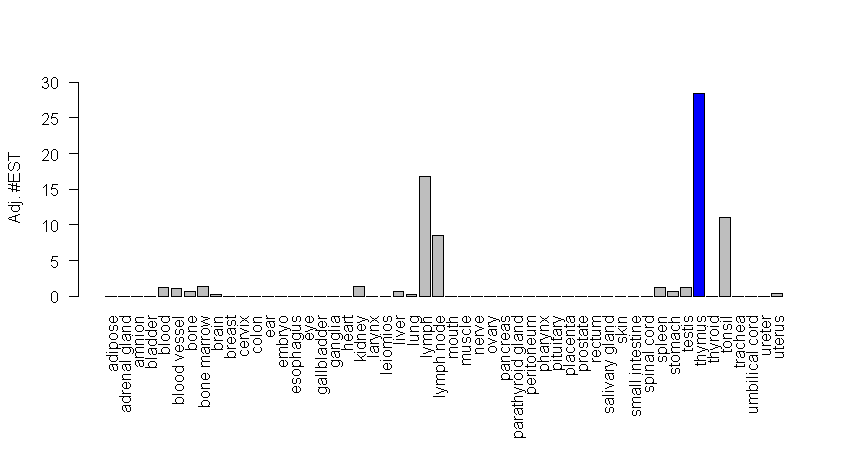 Adj. #EST
30
25
20
15
10
5
0
adipose
adrenal gland
amnion
bladder
blood
blood vessel
bone
bone marrow
brain
breast
cervix
colon
ear
embryo
esophagus
eye
gallbladder
ganglia
heart
kidney
larynx
leiomios
liver
lung
lymph
lymph node
mouth
muscle
nerve
ovary
pancreas
parathyroid gland
peritoneum
pharynx
pituitary
placenta
prostate
rectum
salivary gland
skin
small intestine
spinal cord
spleen
stomach
testis
thymus
thyroid
tonsil
trachea
umbilical cord
ureter
uterus